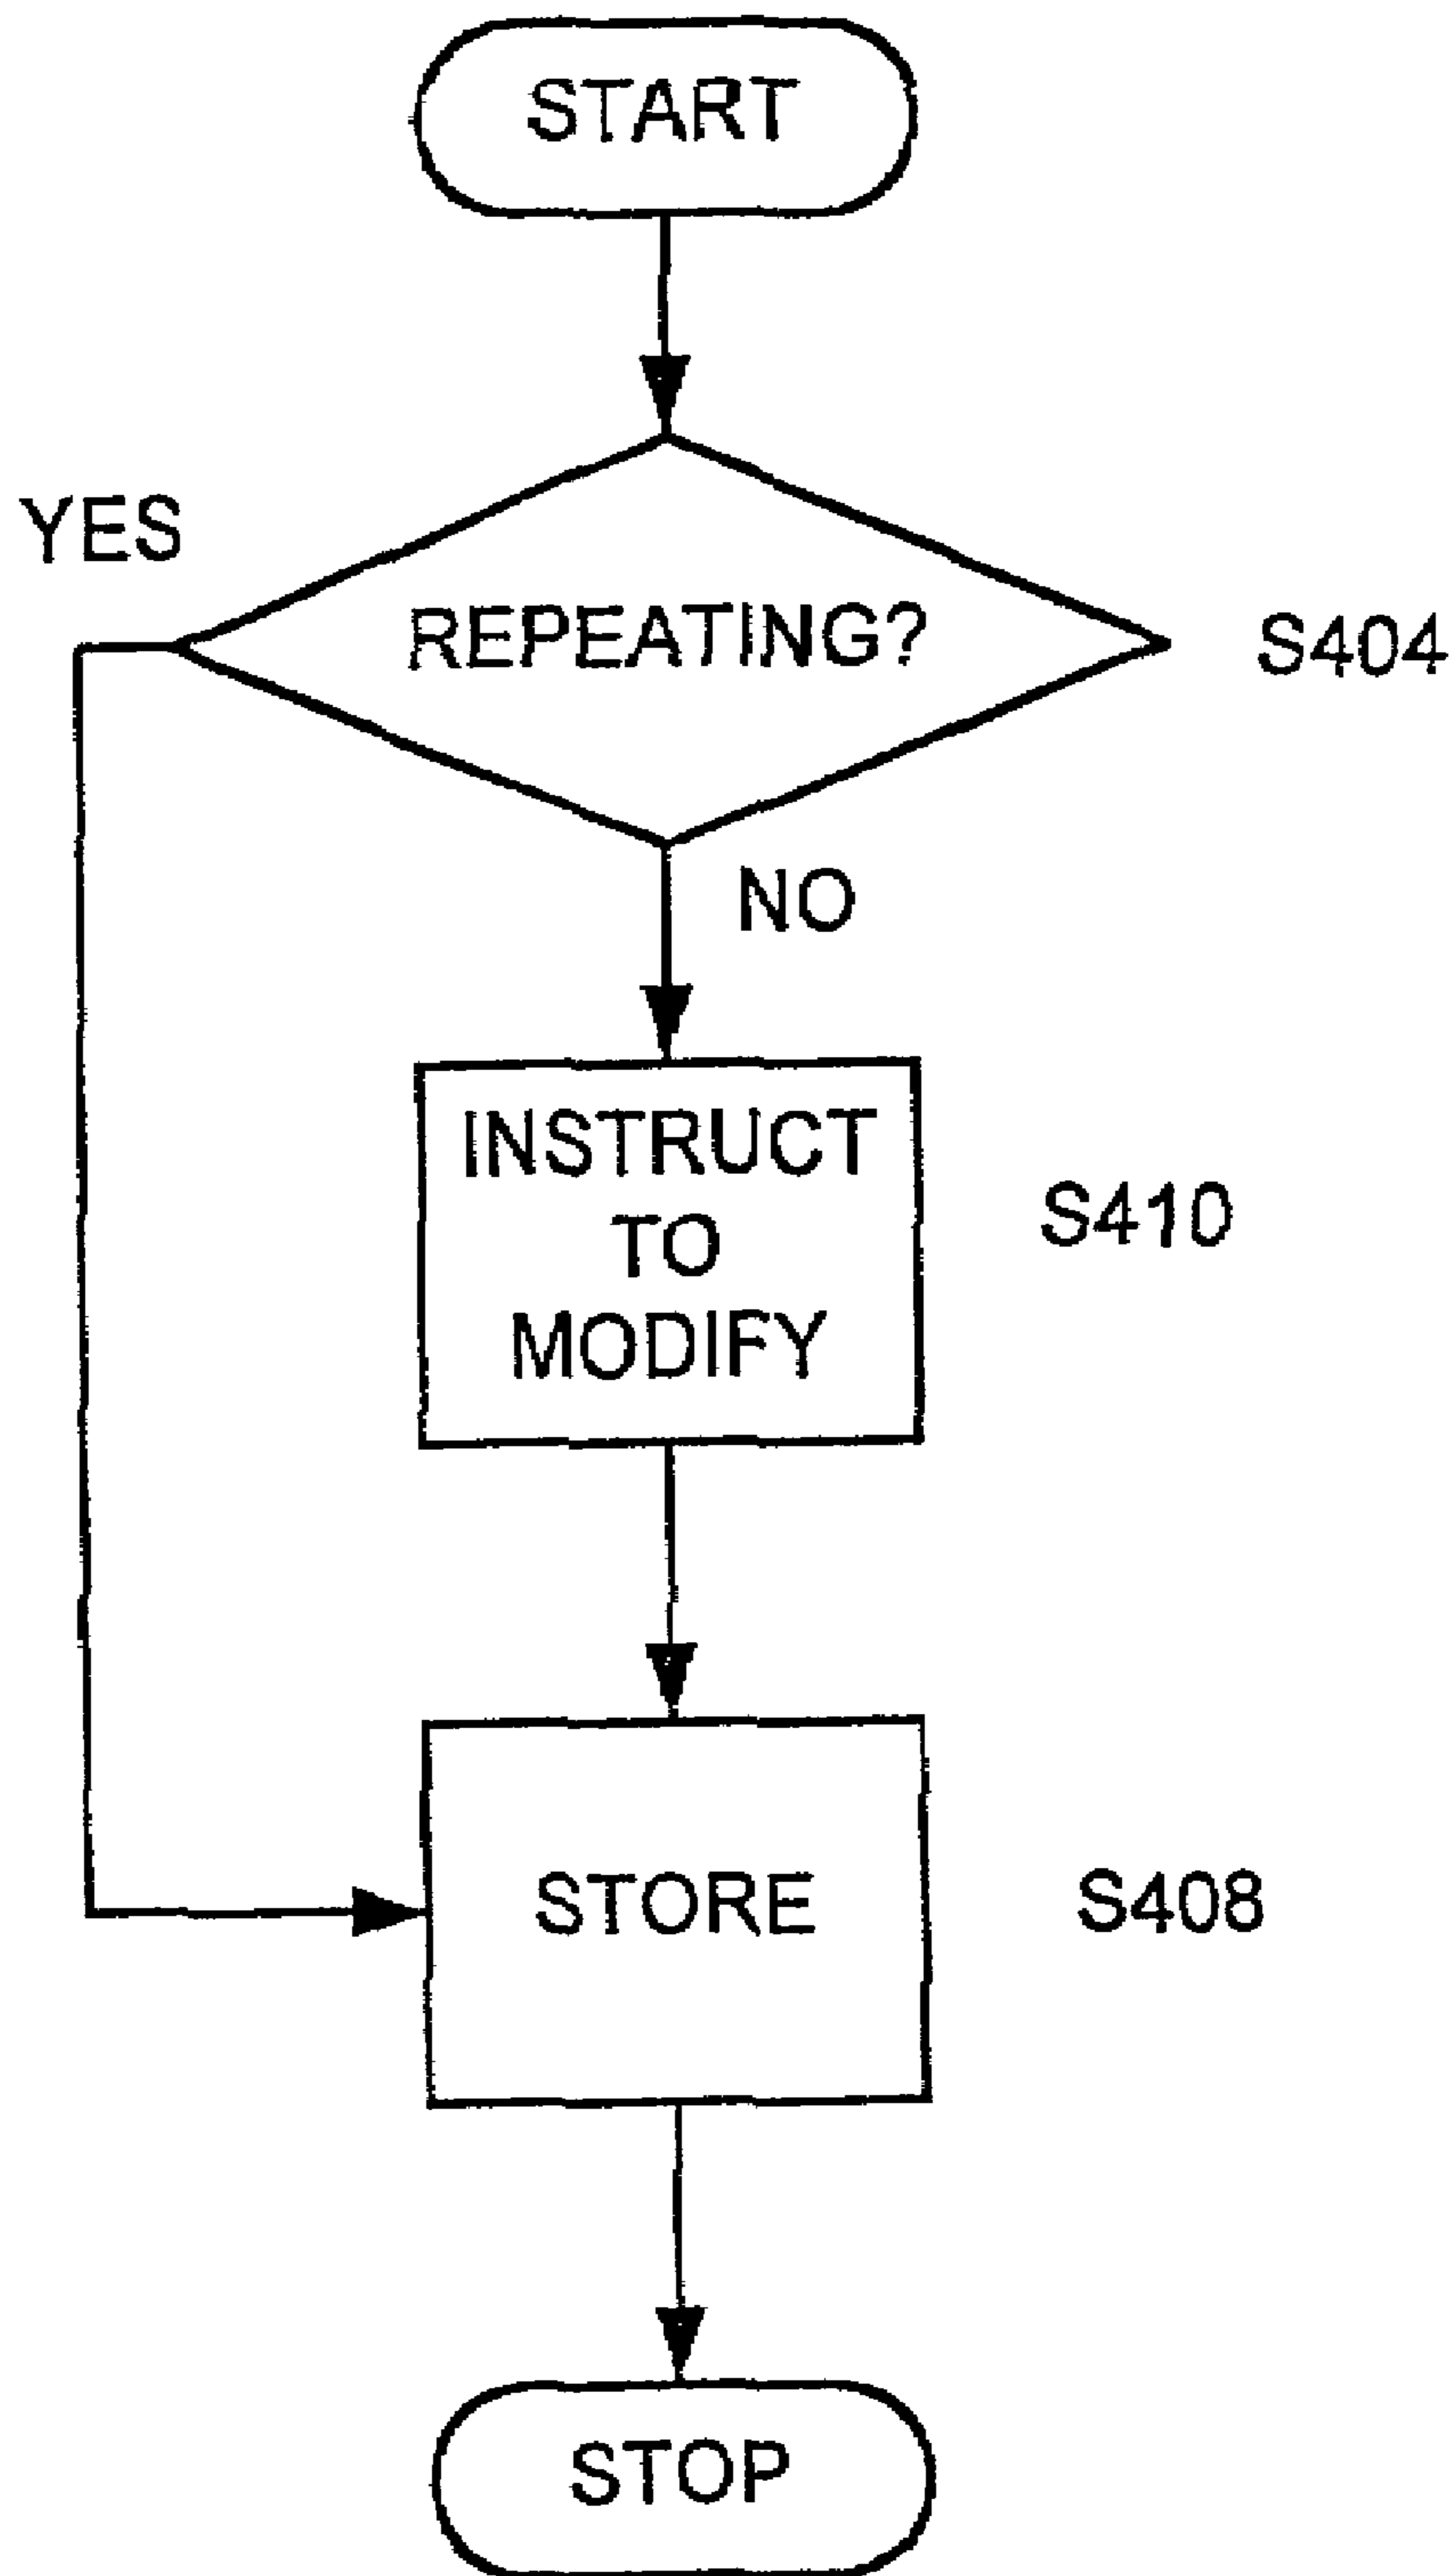 START
YES
REPEATING?
S404
NO
INSTRUCT
TO
MODIFY
S410
STORE
S408
STOP